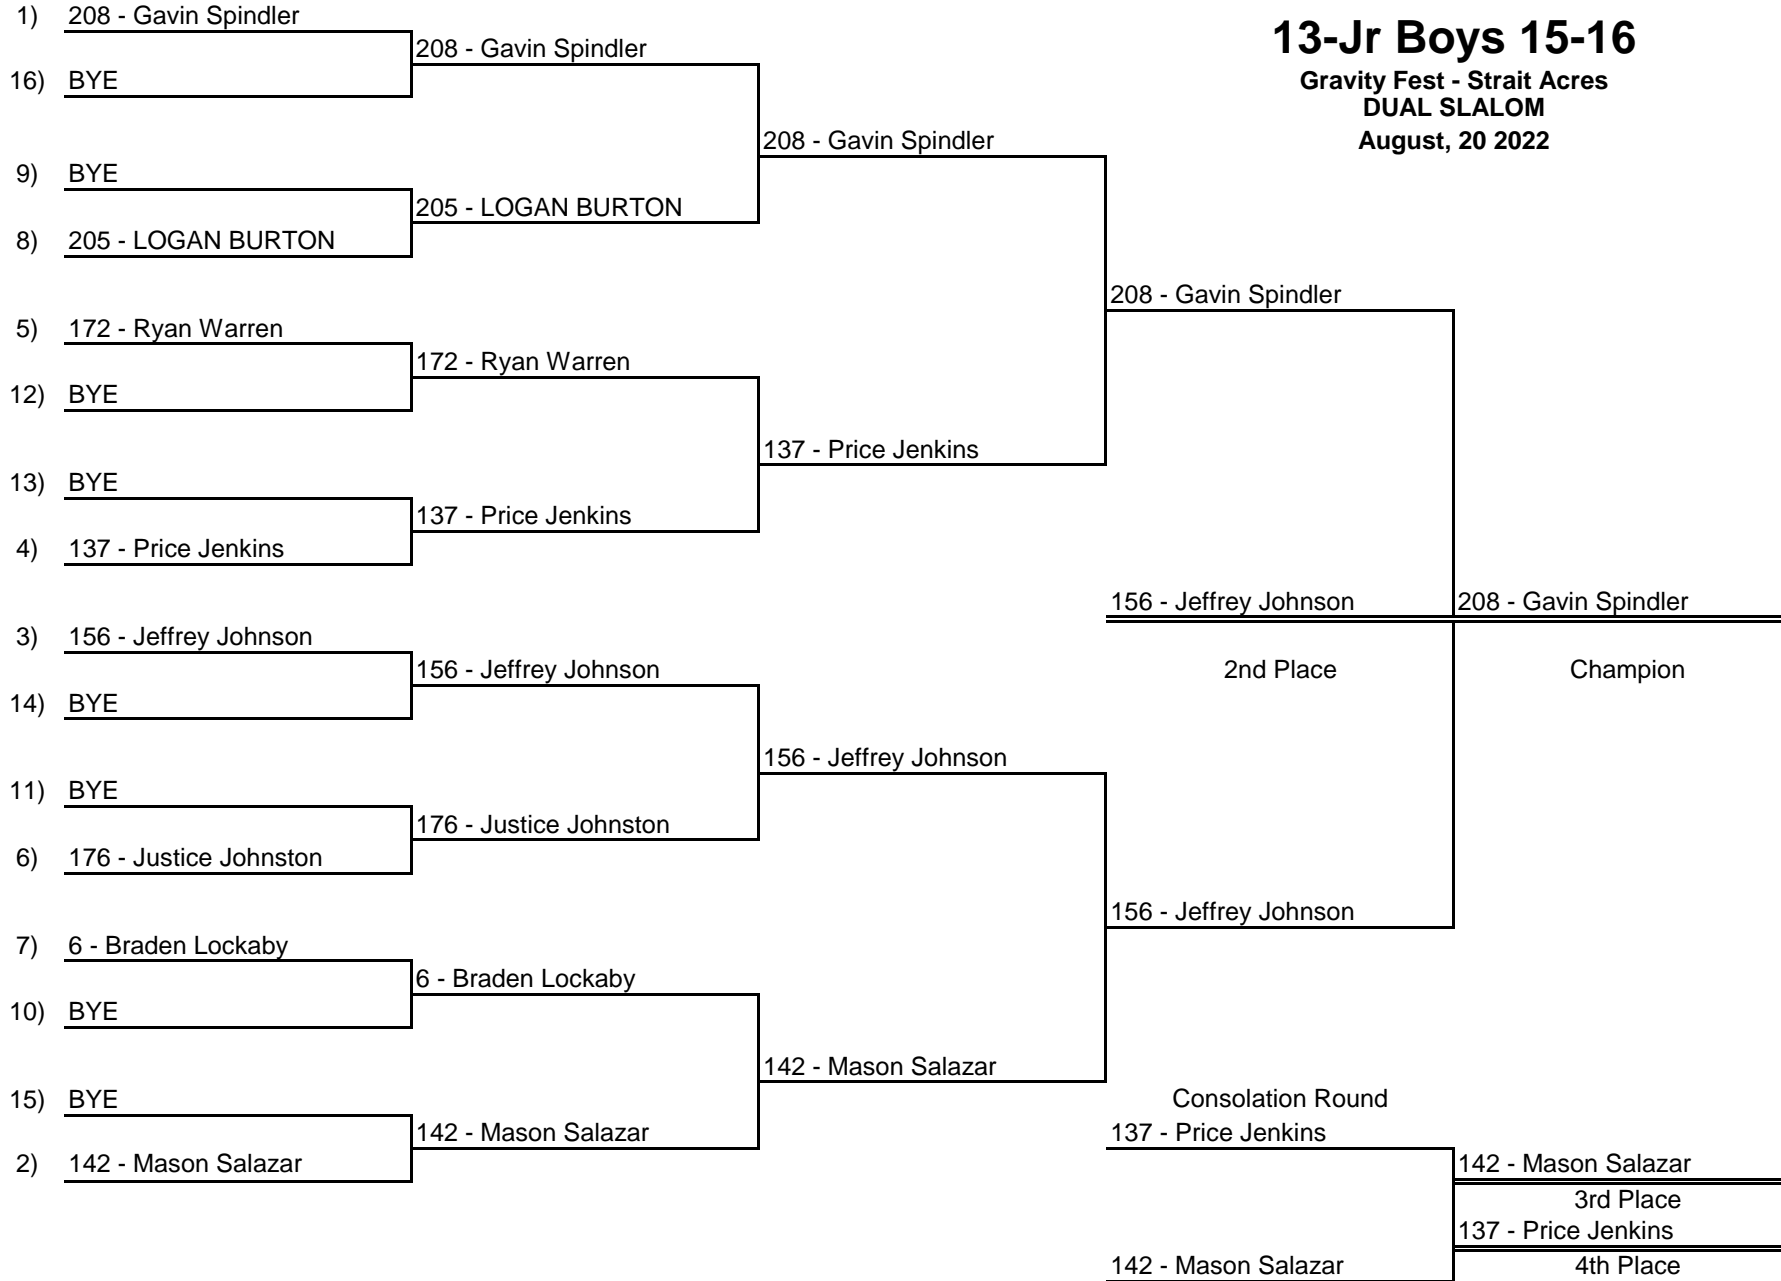 13-Jr Boys 15-16
Gravity Fest - Strait Acres
DUAL SLALOM
August, 20 2022
1) 208 - Gavin Spindler
16) BYE
9) BYE
8) 205 - LOGAN BURTON
5) 172 - Ryan Warren
12) BYE
13) BYE
4) 137 - Price Jenkins
3) 156 - Jeffrey Johnson
14) BYE
11) BYE
6) 176 - Justice Johnston
7) 6 - Braden Lockaby
10) BYE
15) BYE
2) 142 - Mason Salazar
208 - Gavin Spindler
205 - LOGAN BURTON
172 - Ryan Warren
137 - Price Jenkins
156 - Jeffrey Johnson
176 - Justice Johnston
6 - Braden Lockaby
142 - Mason Salazar
208 - Gavin Spindler
137 - Price Jenkins
156 - Jeffrey Johnson
142 - Mason Salazar
208 - Gavin Spindler
156 - Jeffrey Johnson
2nd Place
156 - Jeffrey Johnson
208 - Gavin Spindler
Champion
Consolation Round
137 - Price Jenkins
142 - Mason Salazar
142 - Mason Salazar
3rd Place
137 - Price Jenkins
4th Place